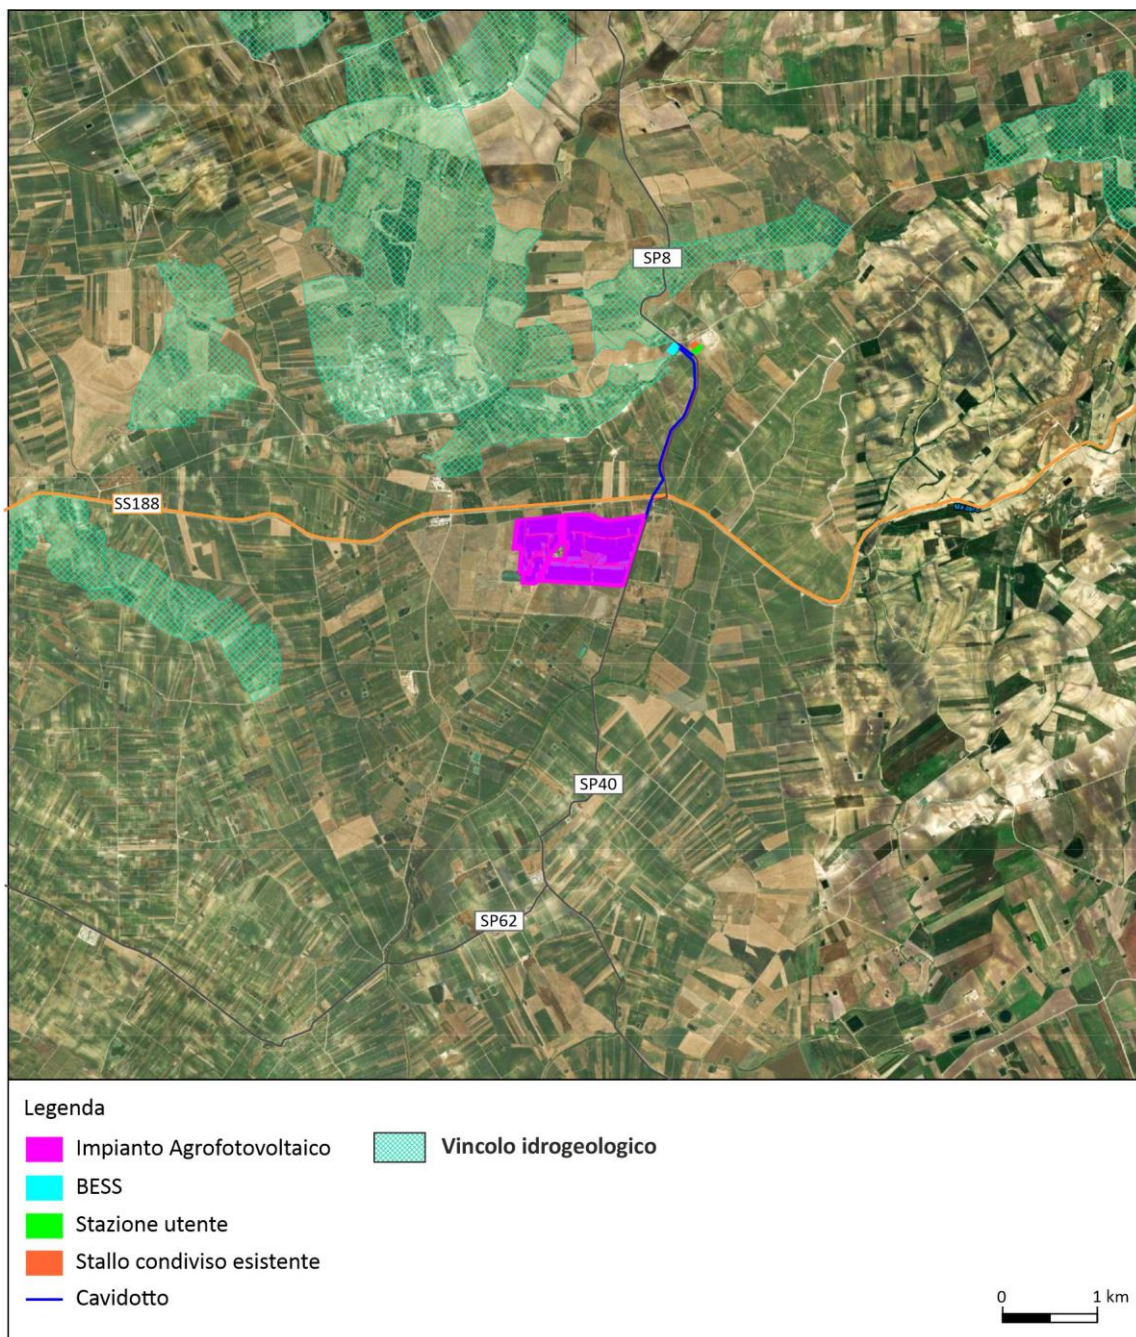 SP8
SS188
SP40
SP62
Legenda
Impianto Agrofotovoltaico
Vincolo idrogeologico
BESS
Stazione utente
Stallo condiviso esistente
Cavidotto
0 1 km